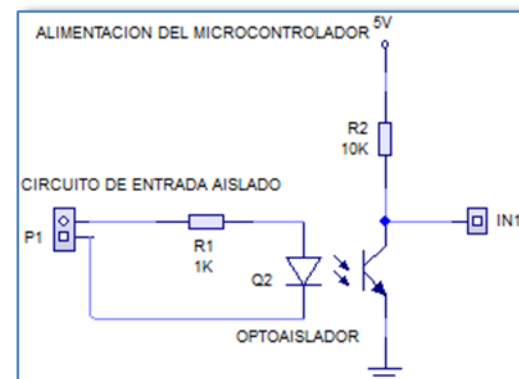 ALIMENTACION DEL MICROCONTROLADOR
5V
R2
10K
CIRCUITO DE ENTRADA AISLADO
P1
R1
1K
Q2
IN1
OPTOAISLADOR